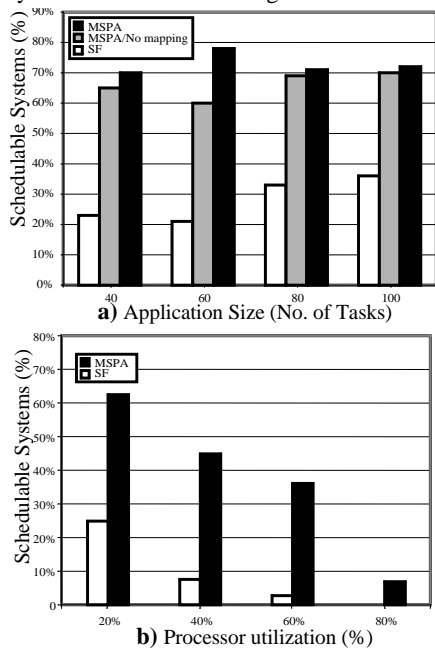 90%
MSPA
MSPA/No mapping
SF
80%
70%
60%
50%
40%
30%
20%
10%
0%
Schedulable Systems (%)
40 60 80 100
a) Application Size (No. of Tasks)
80%
MSPA
SF
70%
60%
50%
40%
30%
20%
10%
0
Schedulable Systems (%)
20% 40% 60% 80%
b) Processor utilization (%)